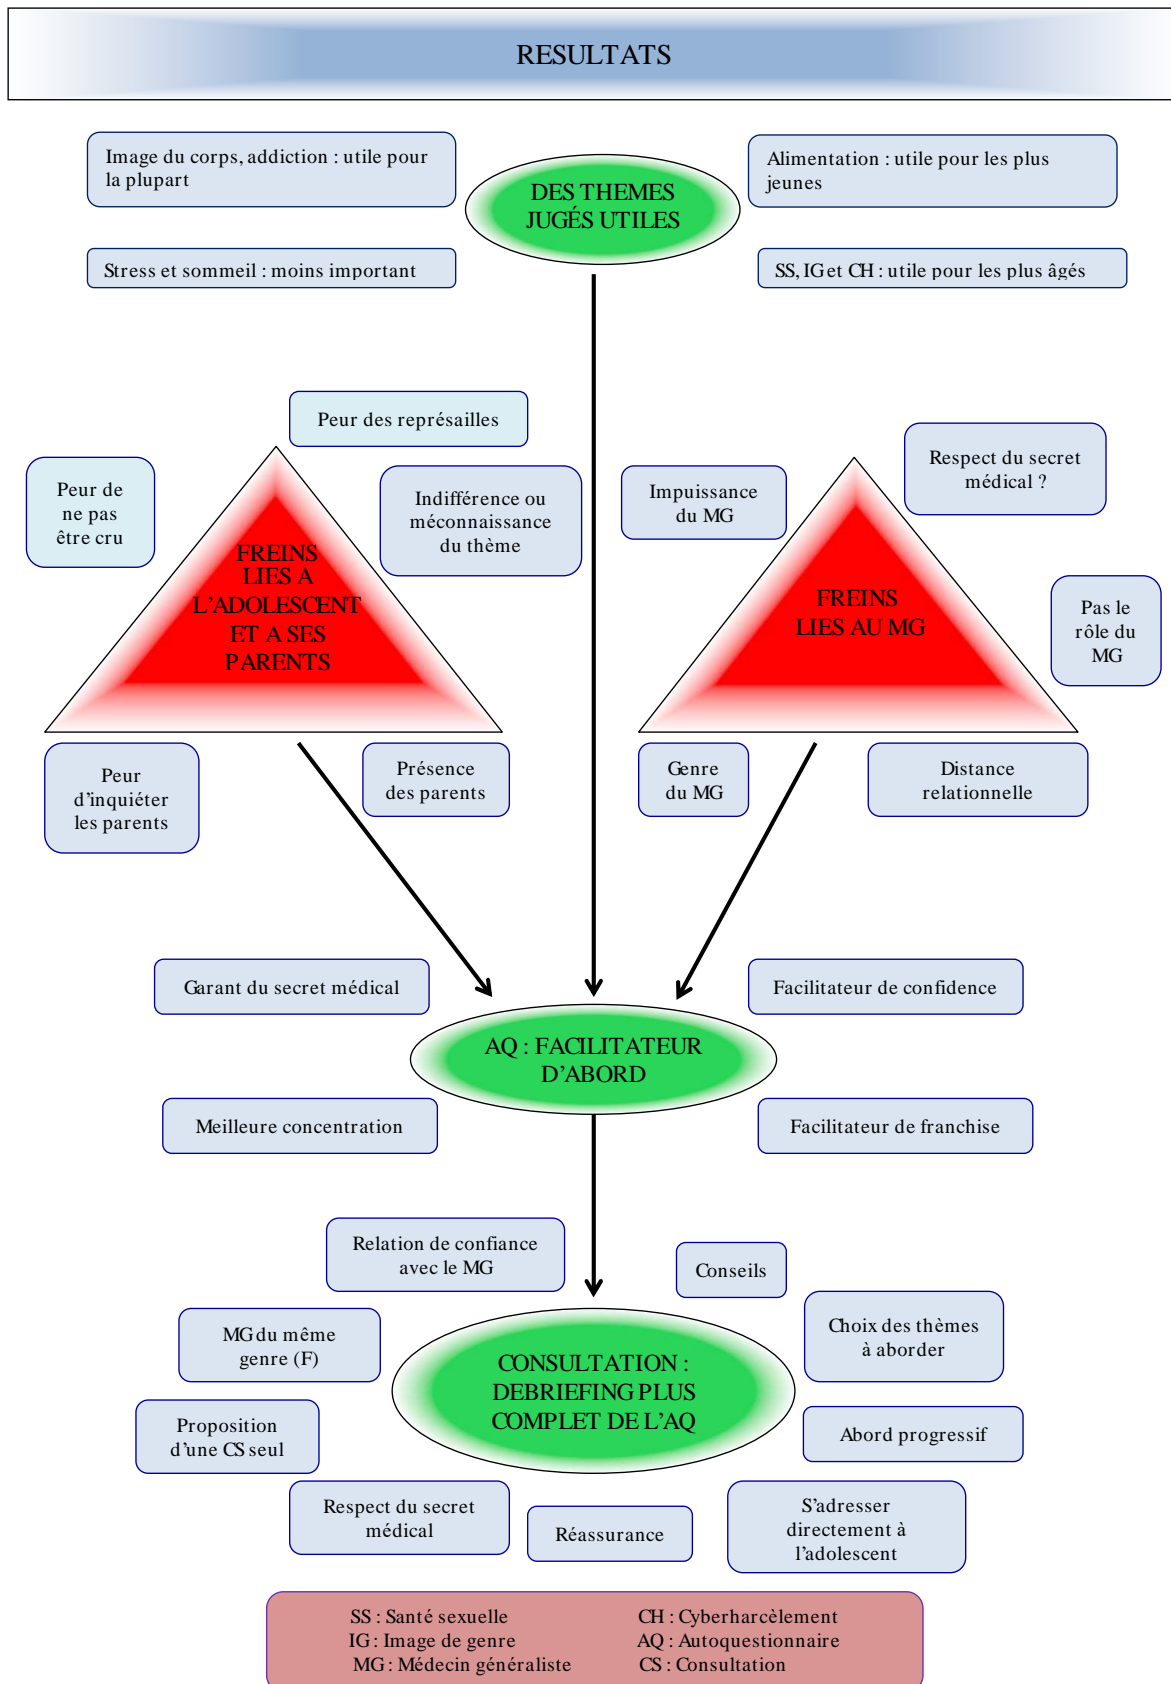 RESULTATS
Image du corps, addiction : utile pour
la plupart
DES THEMES
JUGÉS UTILES
Alimentation : utile pour les plus
jeunes
Stress et sommeil : moins important
SS, IG et CH : utile pour les plus âgés
Peur des représailles
Peur de
ne pas
être cru
Indifférence ou
méconnaissance
du thème
FREINS
LIES A
L’ADOLESCENT
ET A SES
PARENTS
Peur
d’inquiéter
les parents
Présence
des parents
Impuissance
du MG
Respect du secret
médical ?
FREINS
LIES AU MG
Pas le
rôle du
MG
Genre
du MG
Distance
relationnelle
Garant du secret médical
Facilitateur de confidence
AQ : FACILITATEUR
D’ABORD
Meilleure concentration
Facilitateur de franchise
Relation de confiance
avec le MG
Conseils
MG du même
genre (F)
Choix des thèmes
à aborder
CONSULTATION :
DEBRIEFING PLUS
COMPLET DE L’AQ
Proposition
d’une CS seul
Abord progressif
Respect du secret
médical
Réassurance
S’adresser
directement à
l’adolescent
SS : Santé sexuelle
IG : Image de genre
MG : Médecin généraliste
CH : Cyberharcèlement
AQ : Autoquestionnaire
CS : Consultation